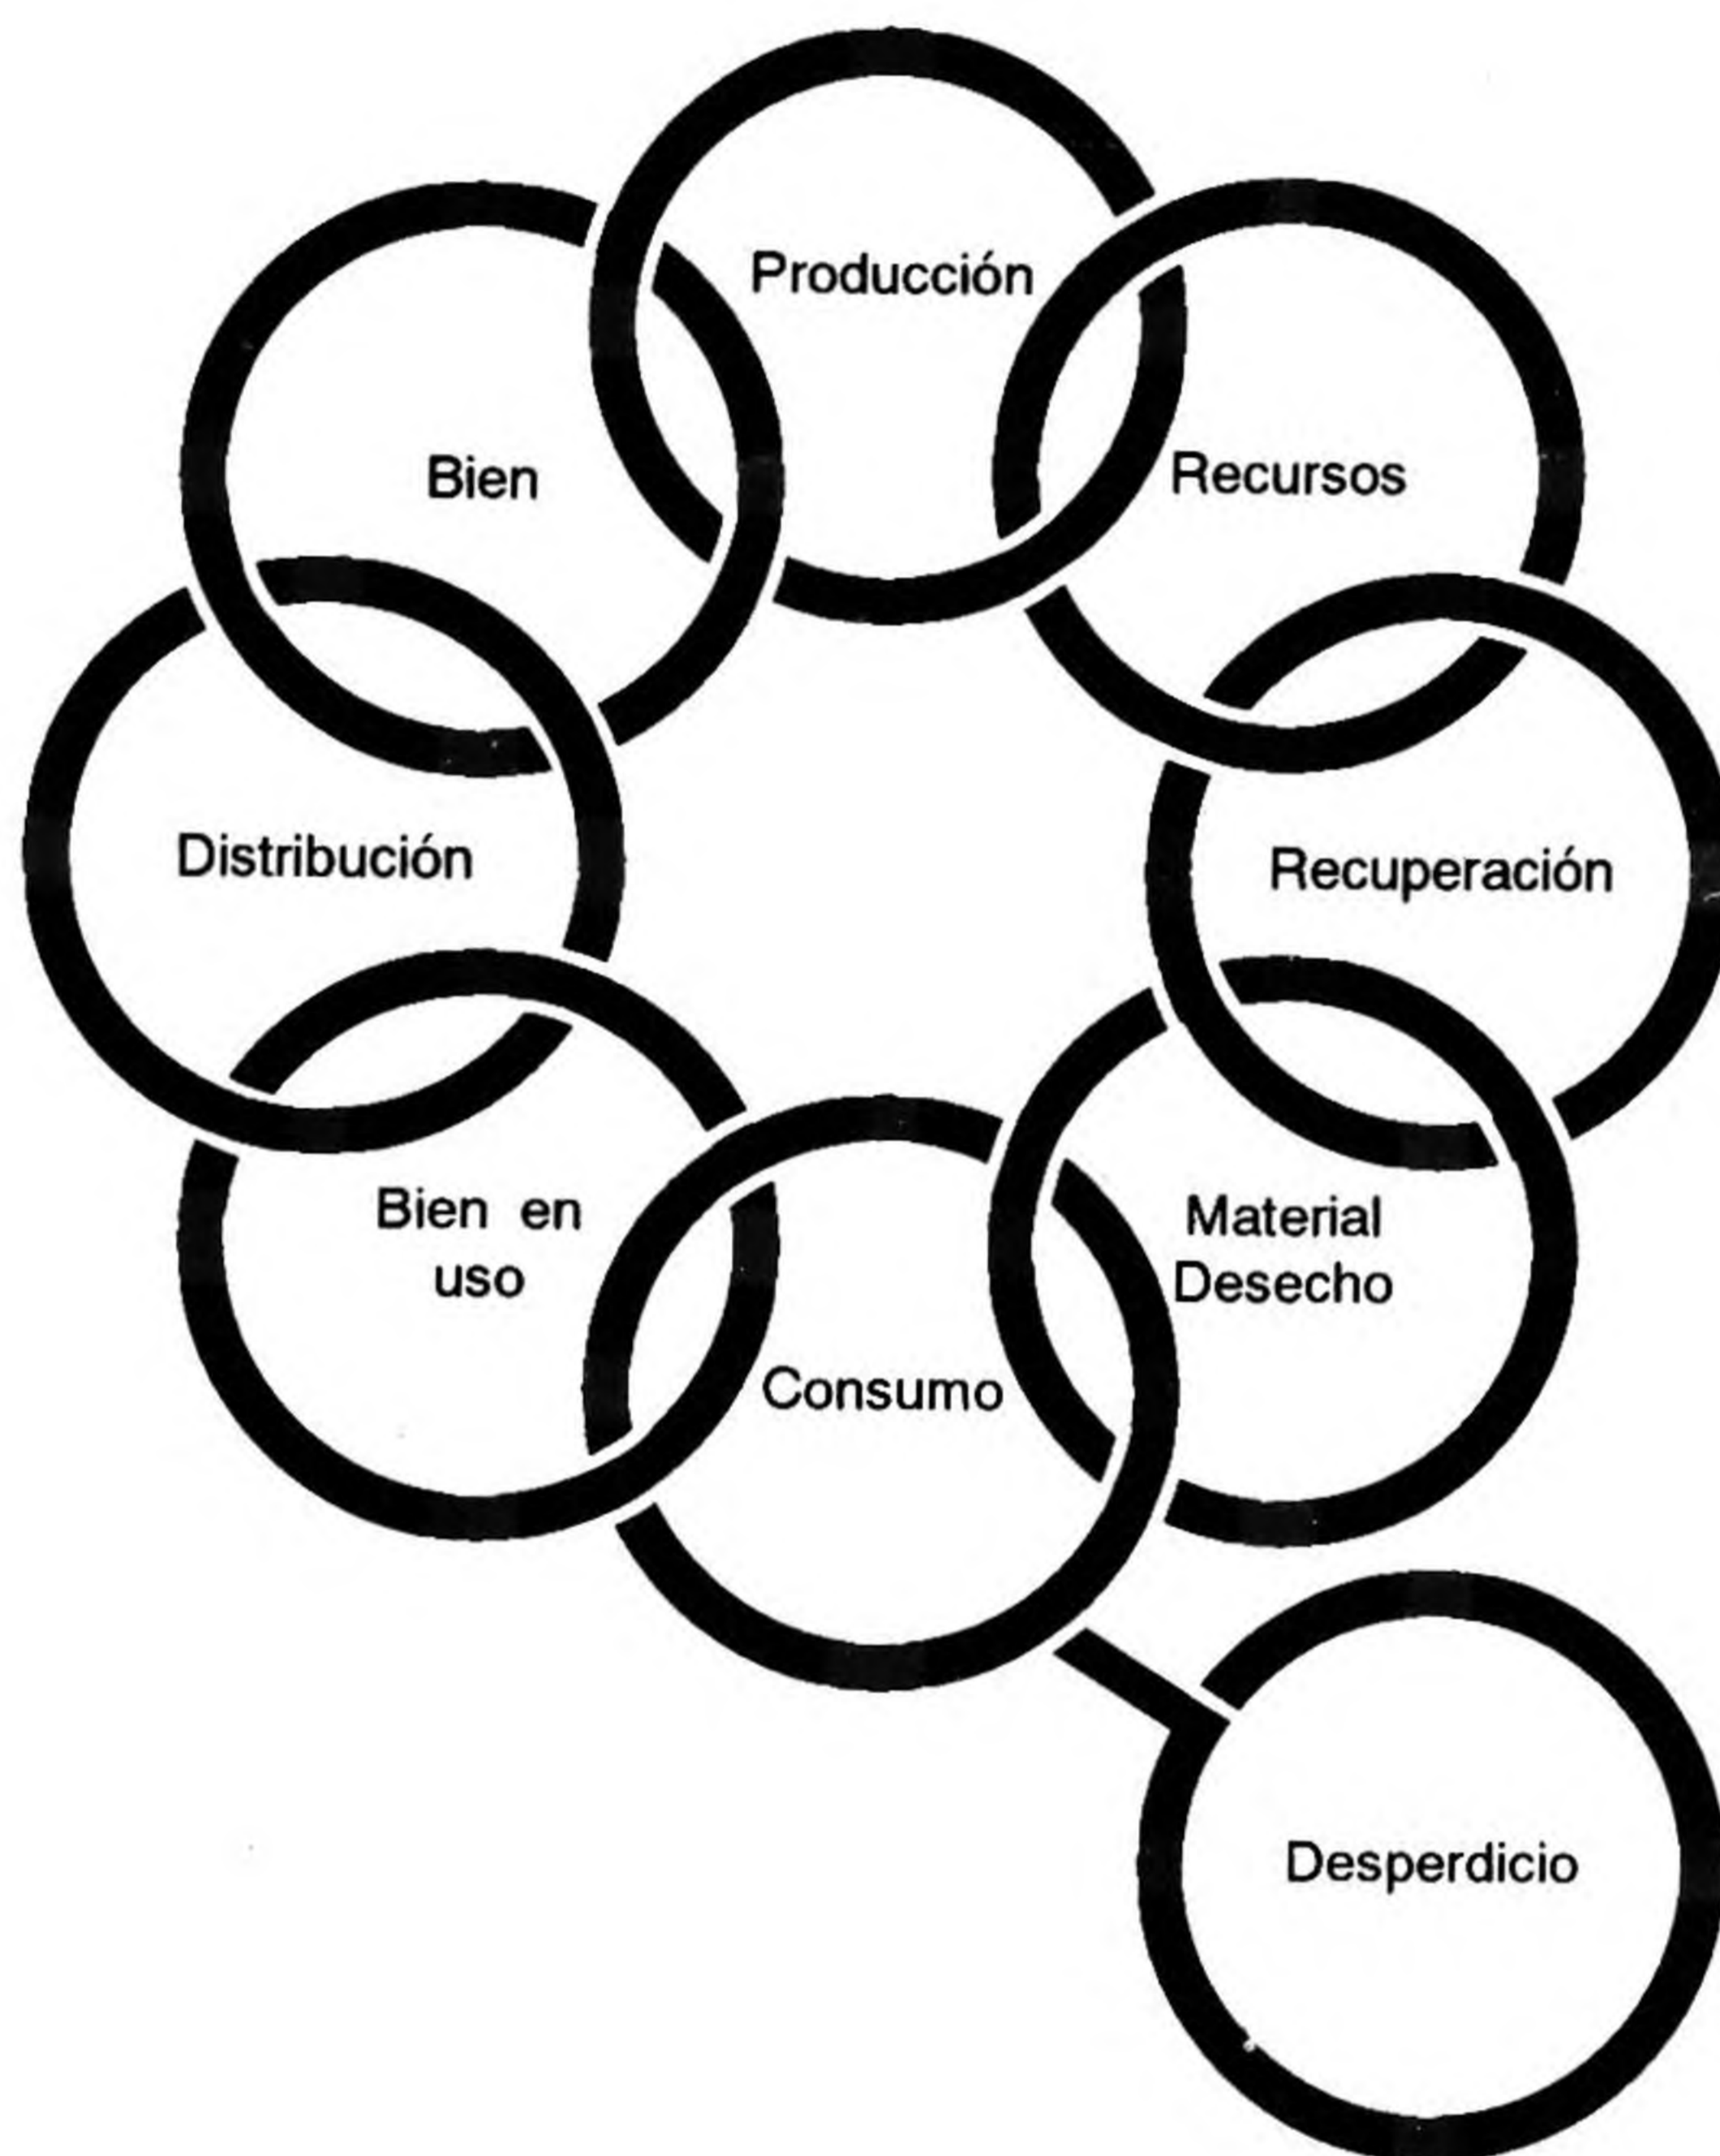 Producción
Bien
Recursos
Distribución
Recuperación
Bien en
uso
Material
Desecho
Consumo
Desperdicio